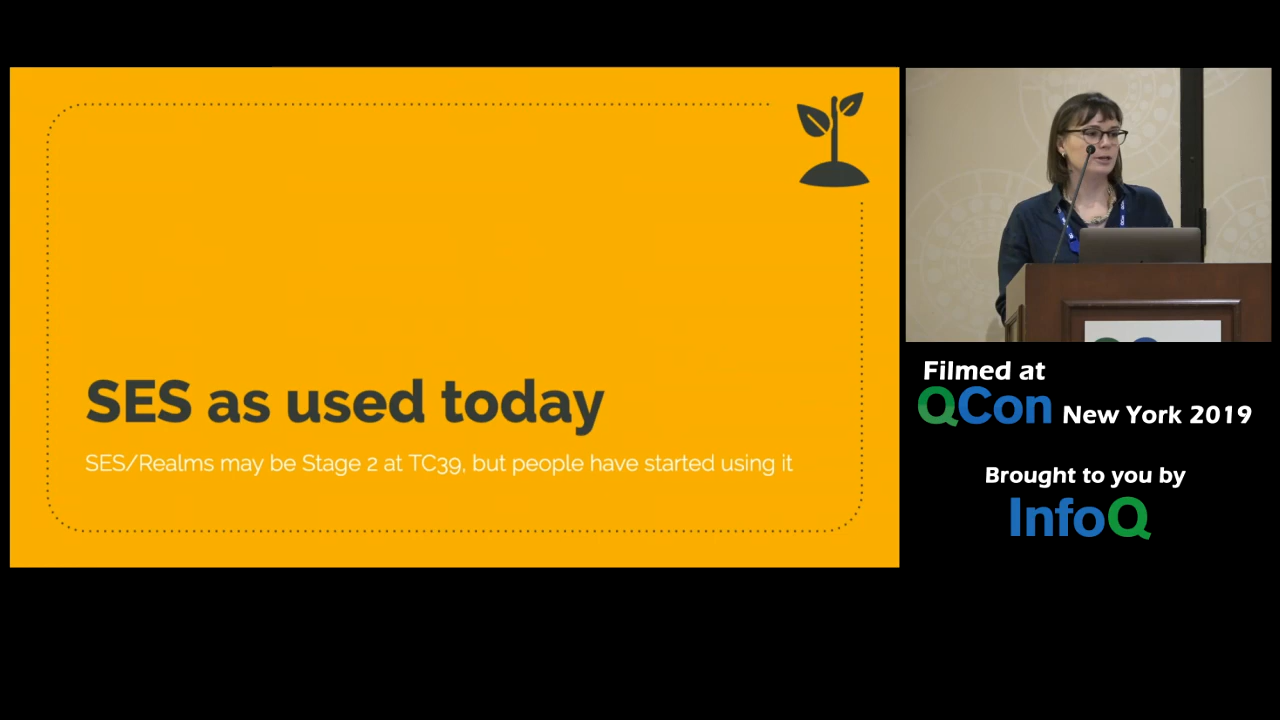 SES as used today
SES/Realms may be Stage 2 at TC39, but people have started using it
Filmed at
QCon New York 2019
Brought to you by
InfoQ